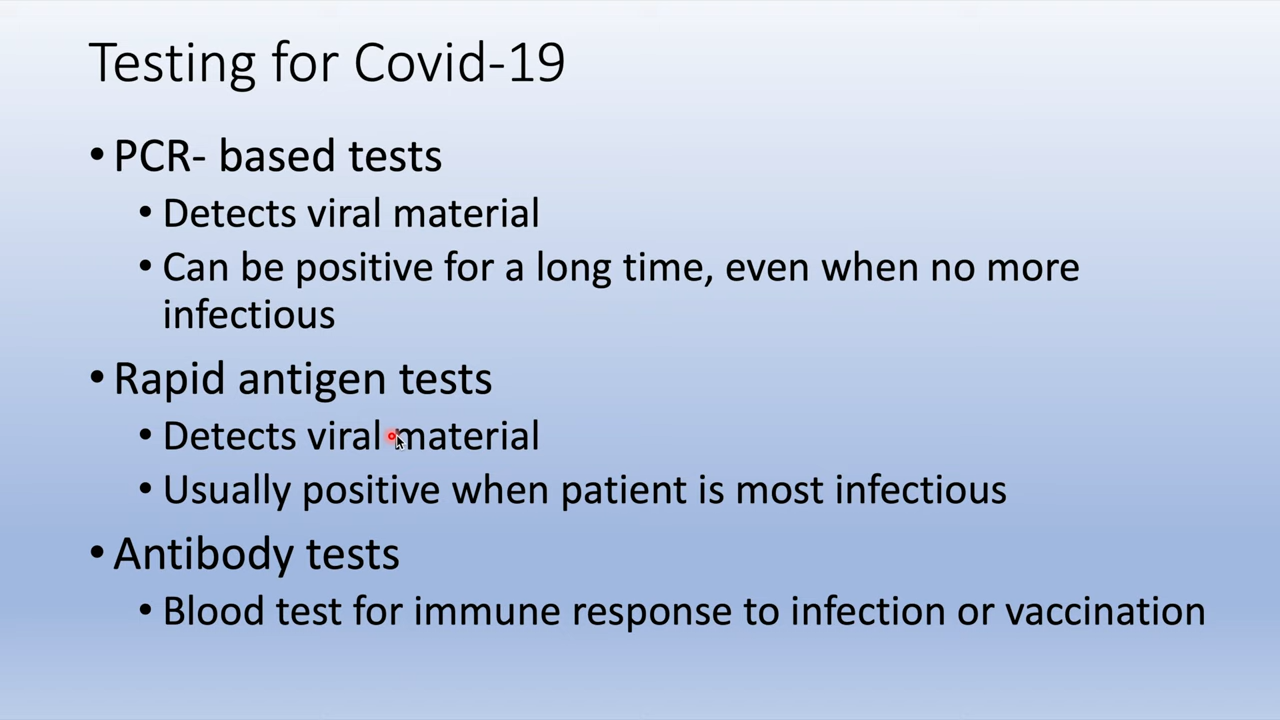 Testing for Covid-19
• PCR- based tests
• Detects viral material
• Can be positive for a long time, even when no more
infectious
• Rapid antigen tests
• Detects viral material
• Usually positive when patient is most infectious
• Antibody tests
• Blood test for immune response to infection or vaccination